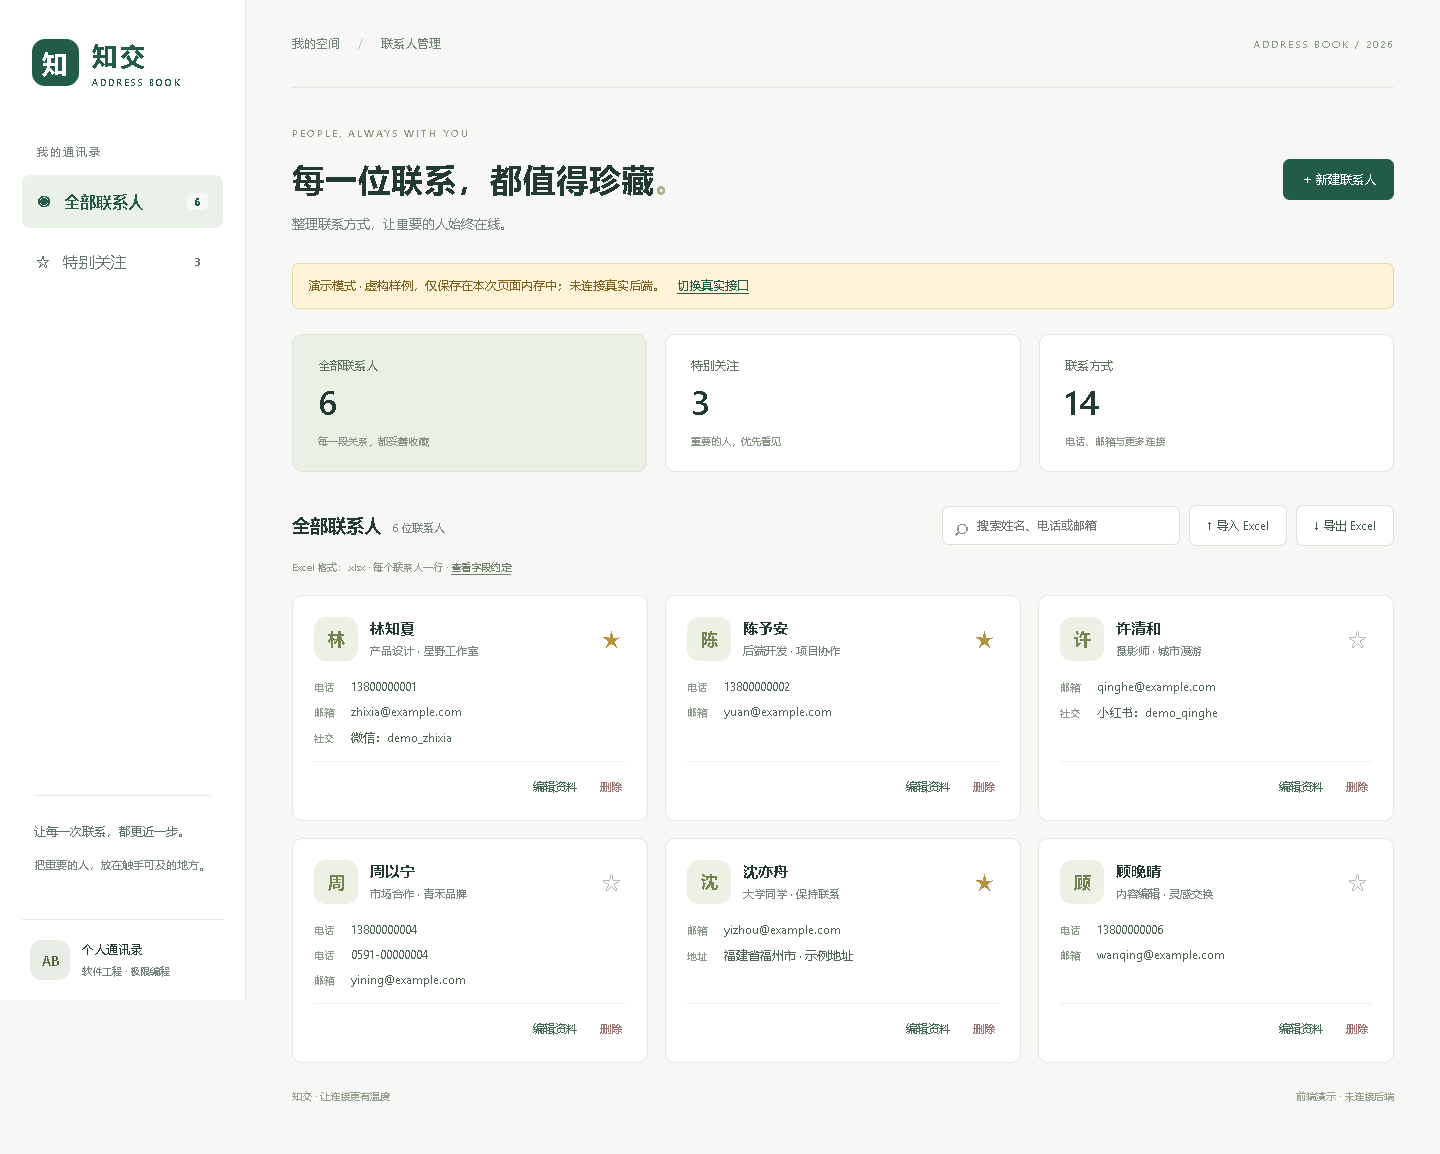 知
知交
ADDRESS BOOK
我的通讯录
全部联系人 6
☆ 特别关注 3
让每一次联系，都更近一步。
把重要的人，放在触手可及的地方。
AB
个人通讯录
软件工程 · 极限编程
我的空间 / 联系人管理
ADDRESS BOOK / 2026
PEOPLE, ALWAYS WITH YOU
每一位联系，都值得珍藏。
整理联系方式，让重要的人始终在线。
+ 新建联系人
演示模式 · 虚构样例，仅保存在本次页面内存中；未连接真实后端。 切换真实接口
全部联系人
6
每一段关系，都妥善收藏
特别关注
3
重要的人，优先看见
联系方式
14
电话、邮箱与更多连接
全部联系人 6 位联系人
搜索姓名、电话或邮箱
↑ 导入 Excel
↓ 导出 Excel
Excel 格式：.xlsx · 每个联系人一行 · 查看字段约定
林
林知夏
产品设计 · 星野工作室
★
电话 13800000001
邮箱 zhixia@example.com
社交 微信：demo_zhixia
编辑资料 删除
陈
陈予安
后端开发 · 项目协作
★
电话 13800000002
邮箱 yuan@example.com
编辑资料 删除
许
许清和
摄影师 · 城市漫游
☆
邮箱 qinghe@example.com
社交 小红书：demo_qinghe
编辑资料 删除
周
周以宁
市场合作 · 青禾品牌
☆
电话 13800000004
电话 0591-00000004
邮箱 yining@example.com
编辑资料 删除
沈
沈亦舟
大学同学 · 保持联系
★
邮箱 yizhou@example.com
地址 福建省福州市 · 示例地址
编辑资料 删除
顾
顾晚晴
内容编辑 · 灵感交换
☆
电话 13800000006
邮箱 wanqing@example.com
编辑资料 删除
知交 · 让连接更有温度
前端演示 · 未连接后端